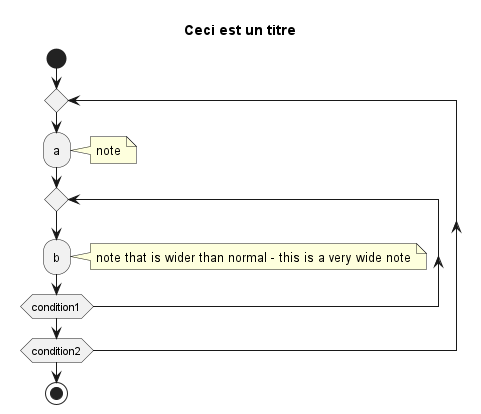 Ceci est un titre
a
note
b
note that is wider than normal - this is a very wide note
condition1
condition2